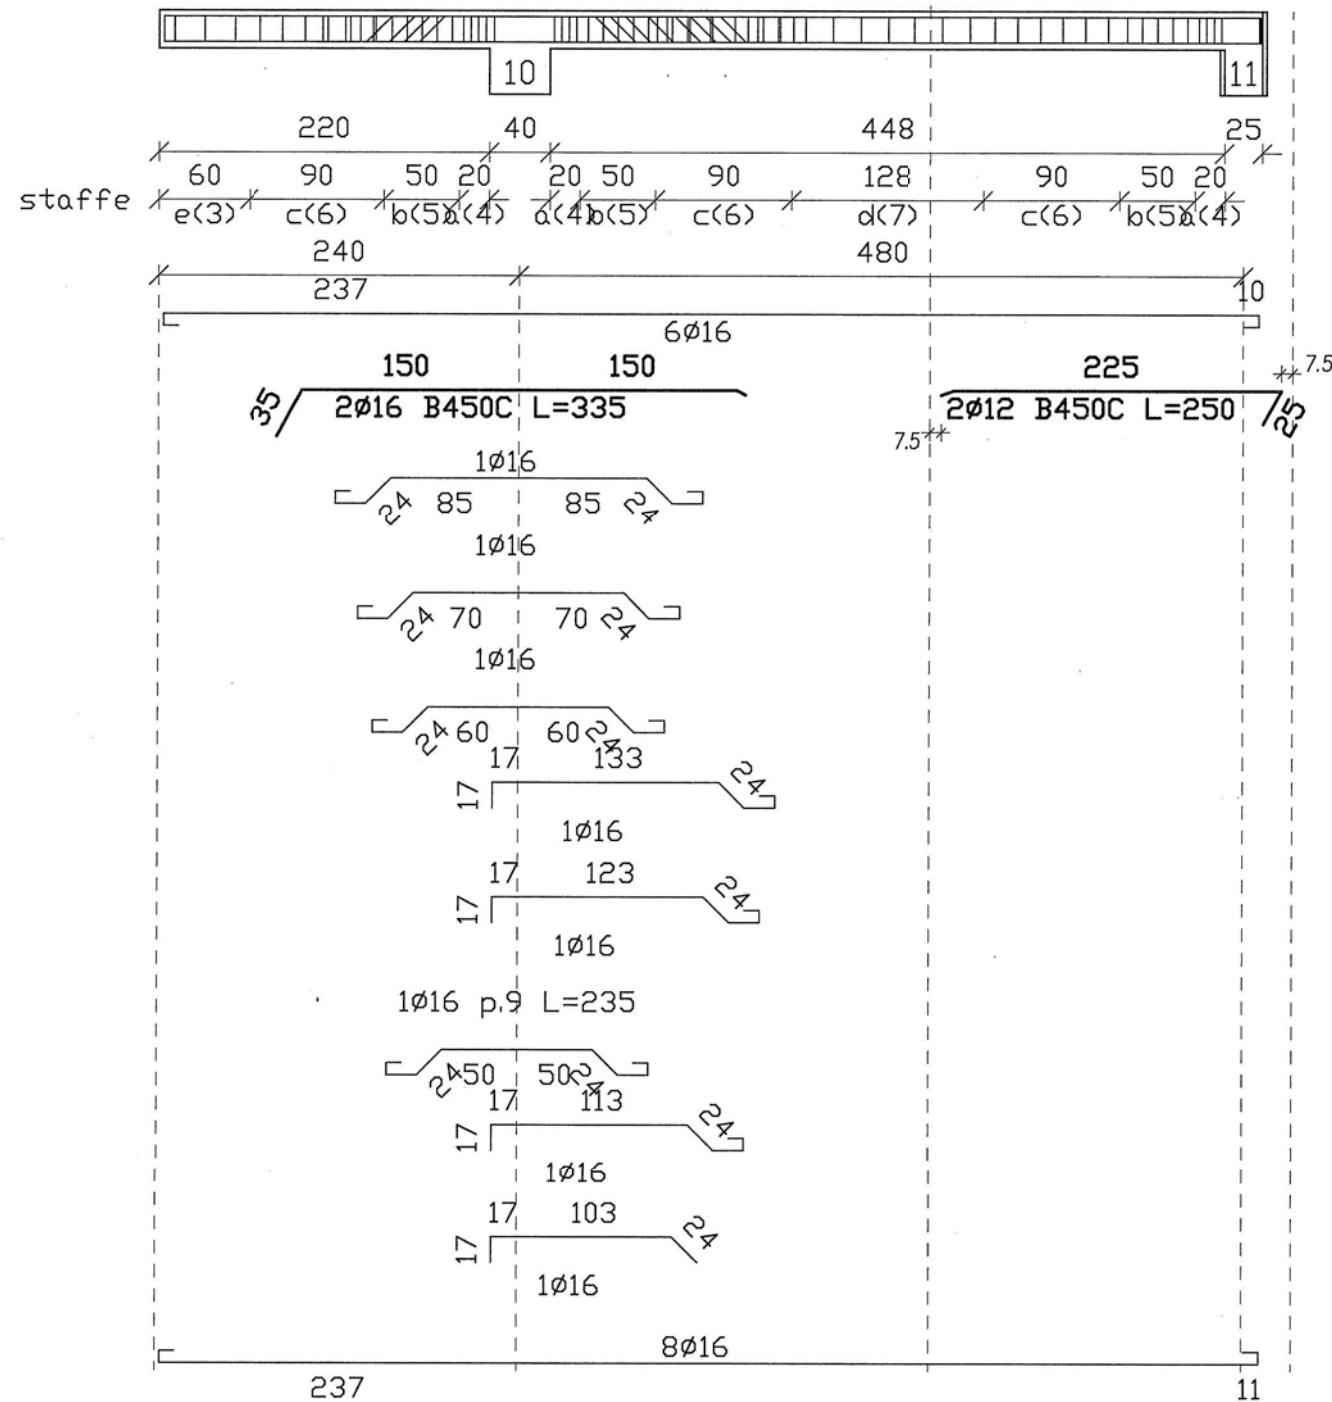 10 11
220 40 448 25
60 90 50 20 20 50 90 128 90 50 20
staffe e(3) c(6) b(5) a(4) a(4) b(5) c(6) d(7) c(6) b(5) a(4)
240 480
237 10
6ø16
150 150 225 7.5
35 2ø16 B450C L=335 2ø12 B450C L=250 25
7.5
1ø16
24 85 85 24
1ø16
24 70 70 24
1ø16
24 60 60 24
17 133 24
17
1ø16
17 123 24
17
1ø16
1ø16 p.9 L=235
24 50 50 24
17 113 24
17
1ø16
17 103 24
17
1ø16
8ø16
237 11